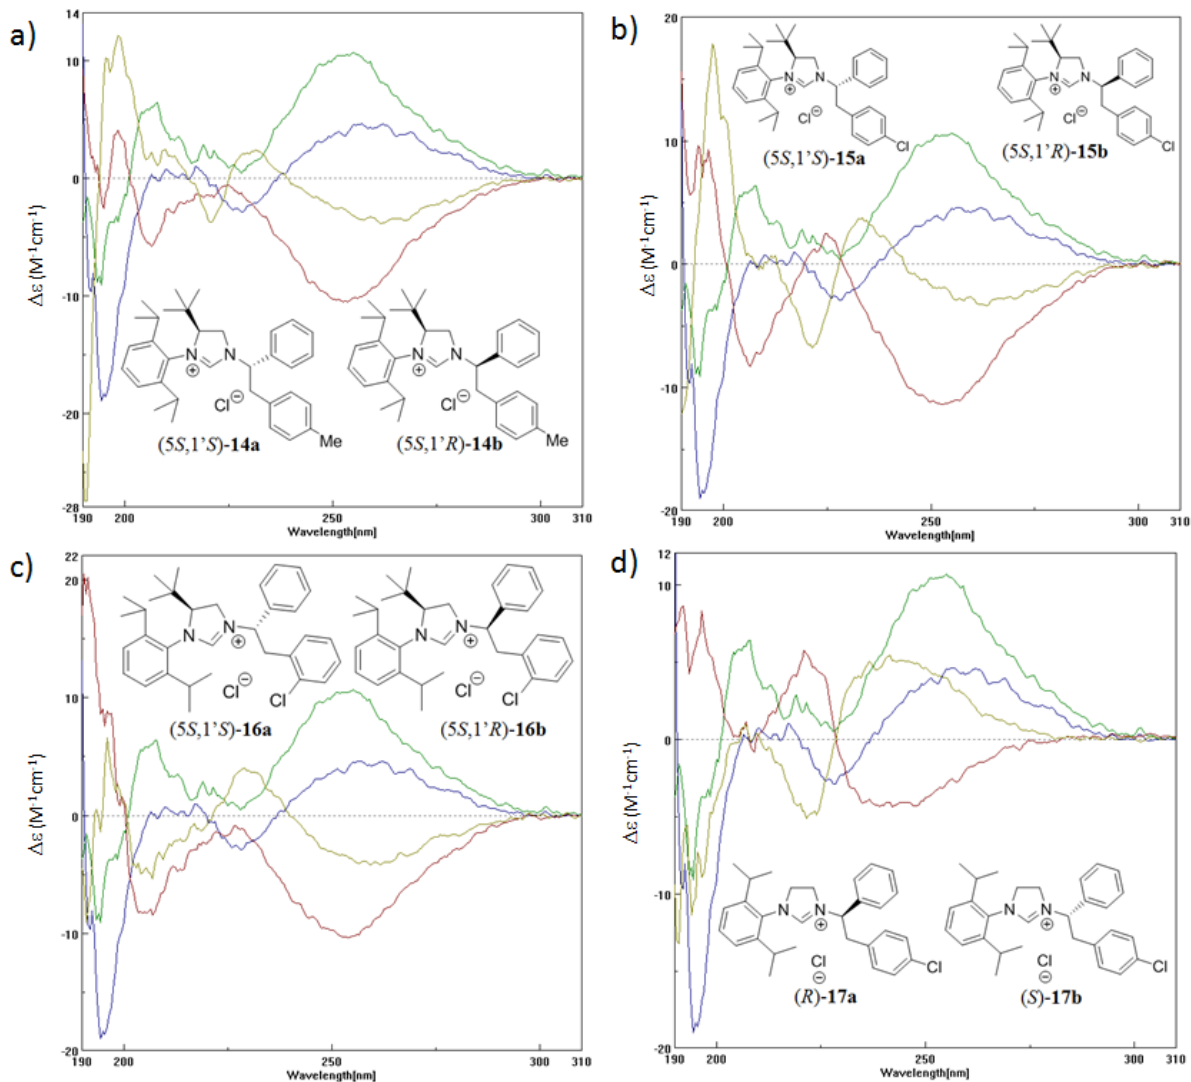 a)
14
10
0
-10
-20
-28
Δε (M⁻¹cm⁻¹)
N
N
⊕
Cl⊖
Me
(5S,1'S)-14a
N
N
⊕
Cl⊖
Me
(5S,1'R)-14b
190 200 300 310
Wavelength[nm]
b)
20
10
0
-10
-20
Δε (M⁻¹cm⁻¹)
N
N
⊕
Cl⊖
Cl
(5S,1'S)-15a
N
N
⊕
Cl⊖
Cl
(5S,1'R)-15b
190 200 250 300 310
Wavelength[nm]
c)
22
20
10
0
-10
-20
Δε (M⁻¹cm⁻¹)
N
N
⊕
Cl⊖
Cl
(5S,1'S)-16a
N
N
⊕
Cl⊖
Cl
(5S,1'R)-16b
190 200 300 310
Wavelength[nm]
d)
12
10
0
-10
-20
Δε (M⁻¹cm⁻¹)
N
N
⊕
Cl
Cl
⊖
(R)-17a
N
N
⊕
Cl
Cl
⊖
(S)-17b
190 200 250 300 310
Wavelength[nm]